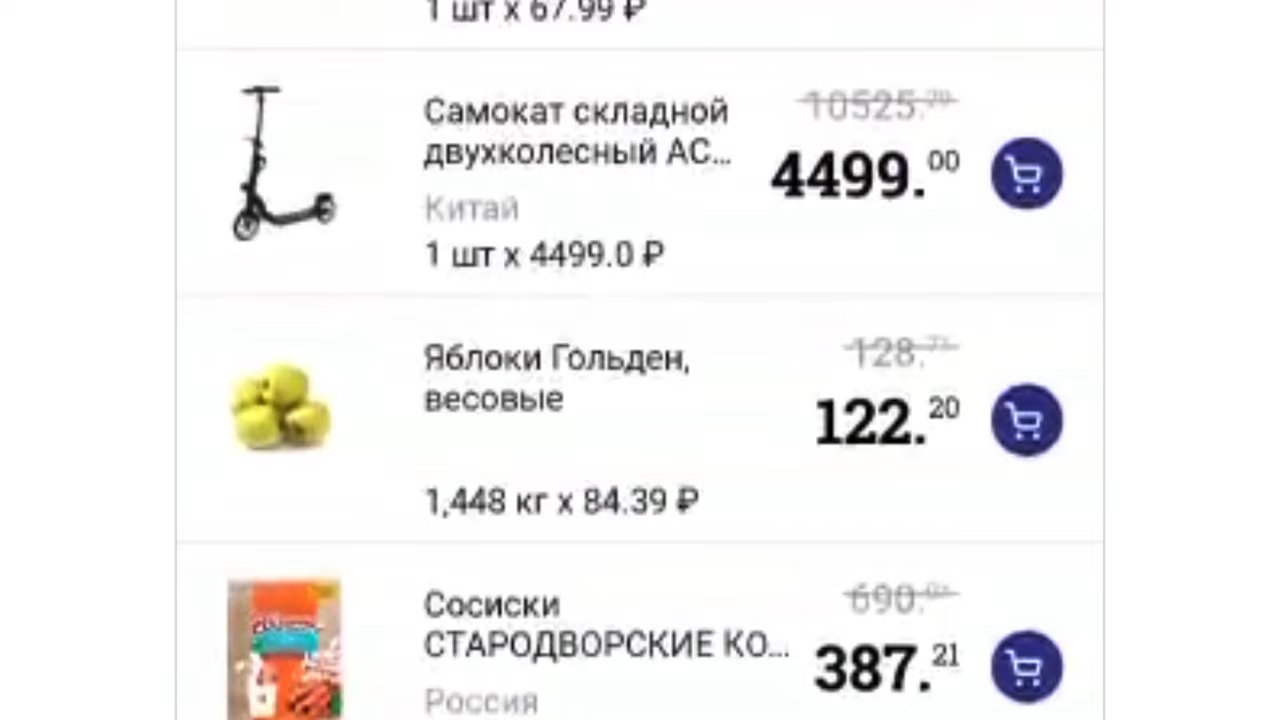 1 шт x 67.99 ₽
Самокат складной
двухколесный АС...
10525.
4499.00
Китай
1 шт x 4499.0 ₽
Яблоки Гольден,
весовые
128.
122.20
1,448 кг x 84.39 ₽
Сосиски
СТАРОДВОРСКИЕ КО...
690.
387.21
Россия